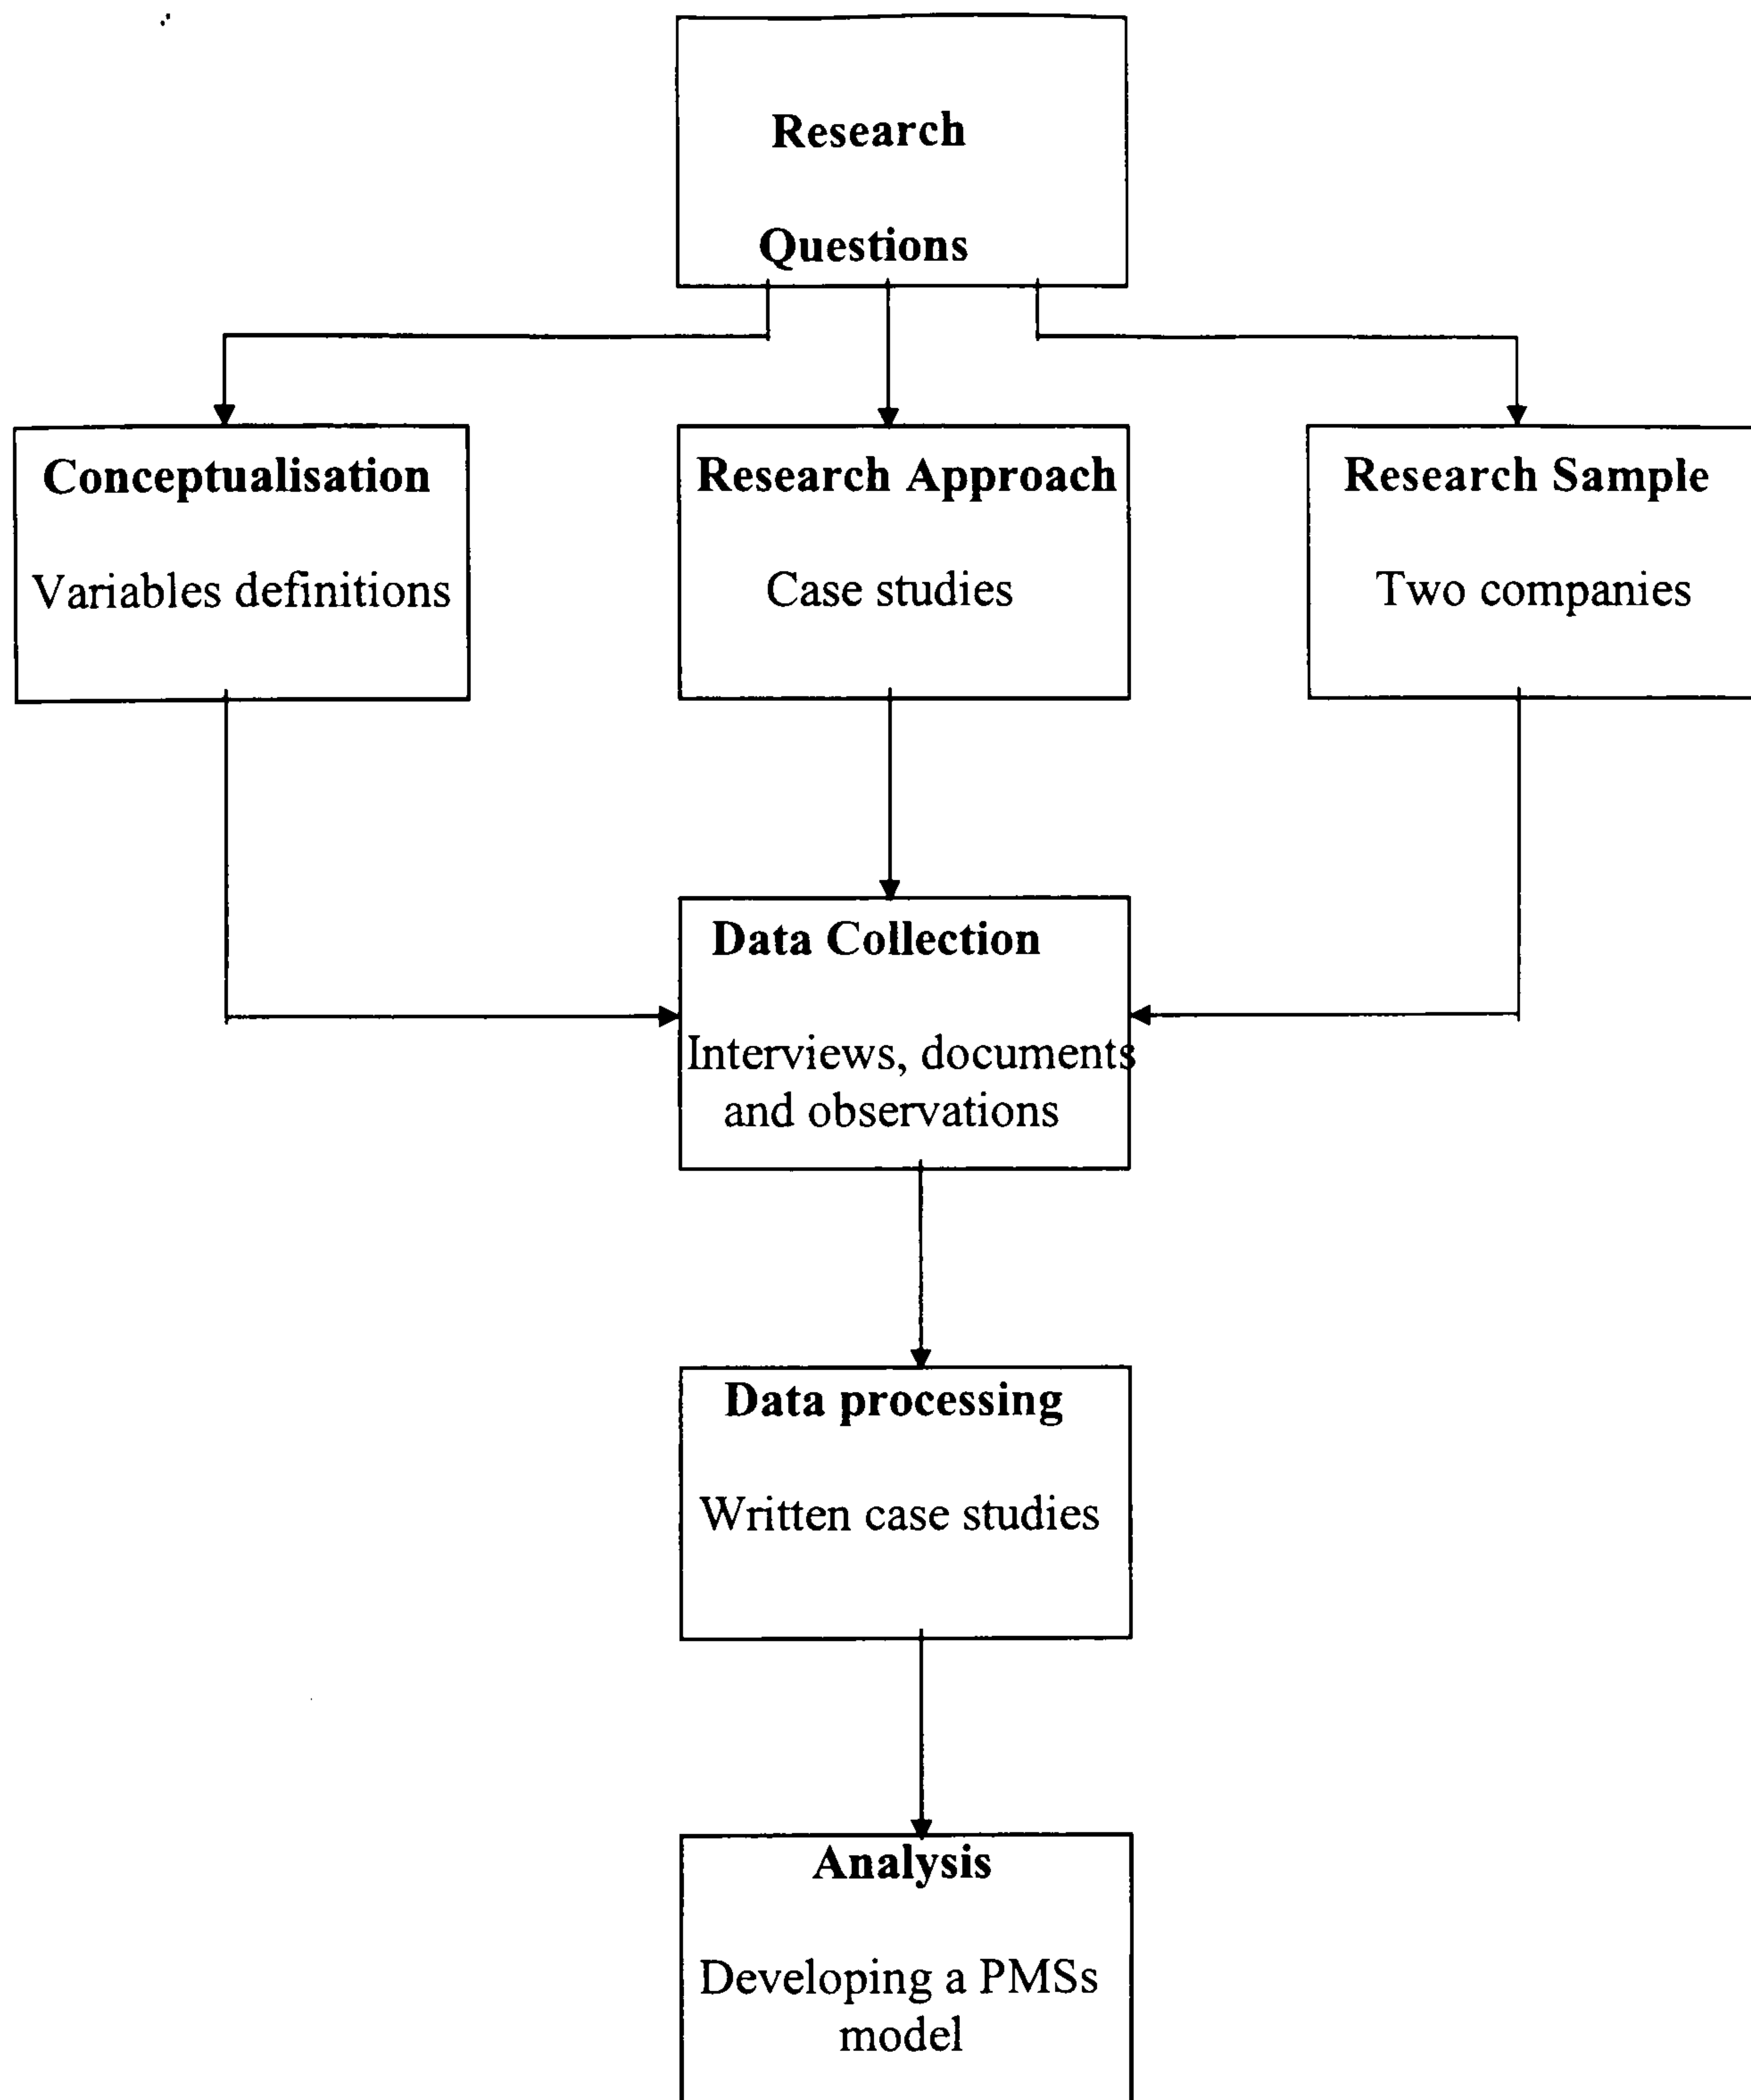 Research
Questions
Conceptualisation
Variables definitions
Research Approach
Case studies
Research Sample
Two companies
Data Collection
Interviews, documents
and observations
Data processing
Written case studies
Analysis
Developing a PMSs
model